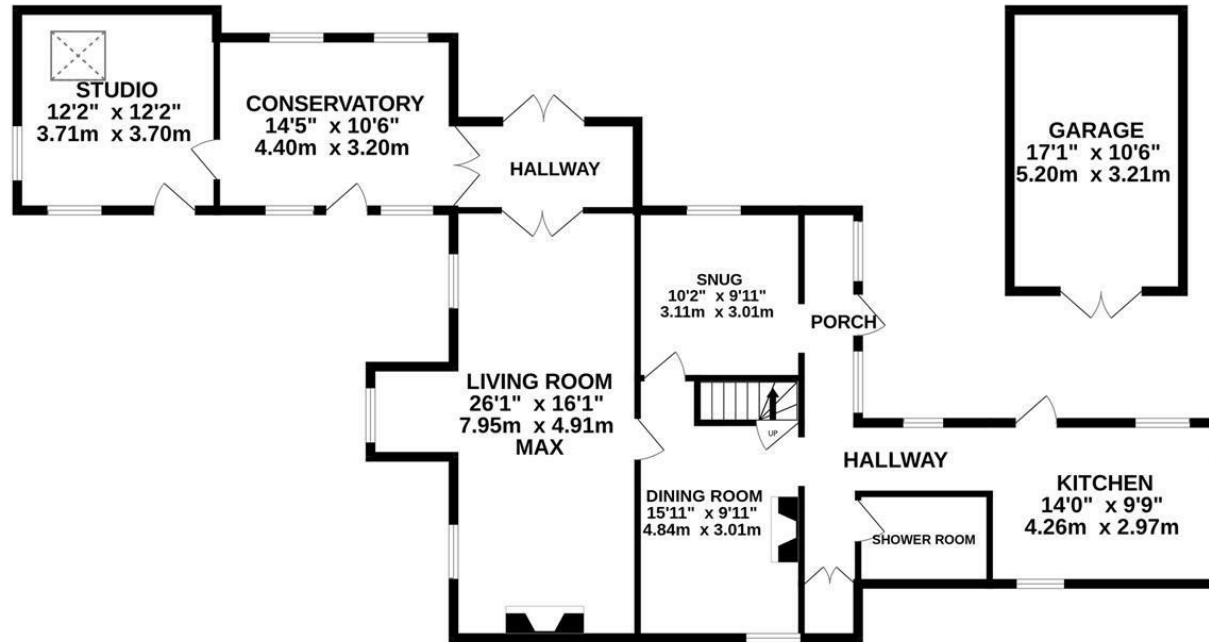 STUDIO
12'2" x 12'2"
3.71m x 3.70m
CONSERVATORY
14'5" x 10'6"
4.40m x 3.20m
HALLWAY
GARAGE
17'1" x 10'6"
5.20m x 3.21m
SNUG
10'2" x 9'11"
3.11m x 3.01m
PORCH
LIVING ROOM
26'1" x 16'1"
7.95m x 4.91m
MAX
UP
HALLWAY
DINING ROOM
15'11" x 9'11"
4.84m x 3.01m
KITCHEN
14'0" x 9'9"
4.26m x 2.97m
SHOWER ROOM